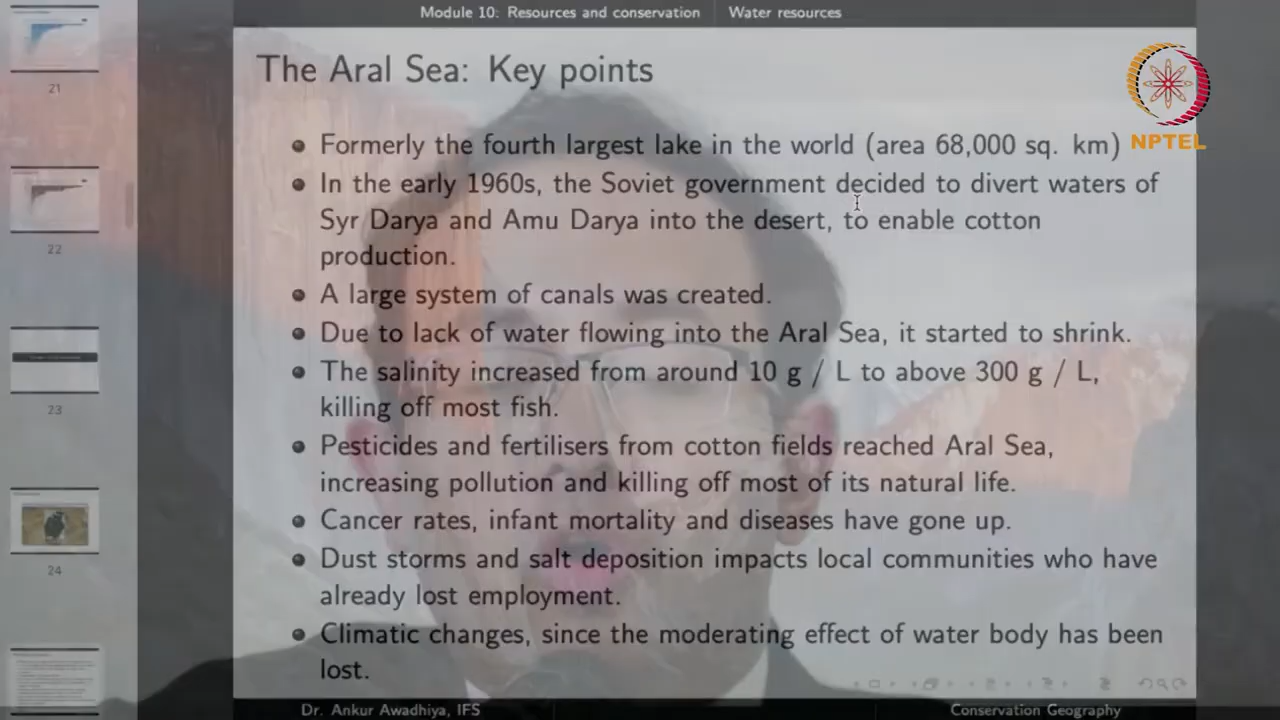 Module 10: Resources and conservation Water resources
The Aral Sea: Key points
NPTEL
Formerly the fourth largest lake in the world (area 68,000 sq. km)
In the early 1960s, the Soviet government decided to divert waters of
Syr Darya and Amu Darya into the desert, to enable cotton
production.
A large system of canals was created.
Due to lack of water flowing into the Aral Sea, it started to shrink.
The salinity increased from around 10 g / L to above 300 g / L,
killing off most fish.
Pesticides and fertilisers from cotton fields reached Aral Sea,
increasing pollution and killing off most of its natural life.
Cancer rates, infant mortality and diseases have gone up.
Dust storms and salt deposition impacts local communities who have
already lost employment.
Climatic changes, since the moderating effect of water body has been
lost.
Dr. Ankur Awadhiya, IFS Conservation Geography
21
22
23
24